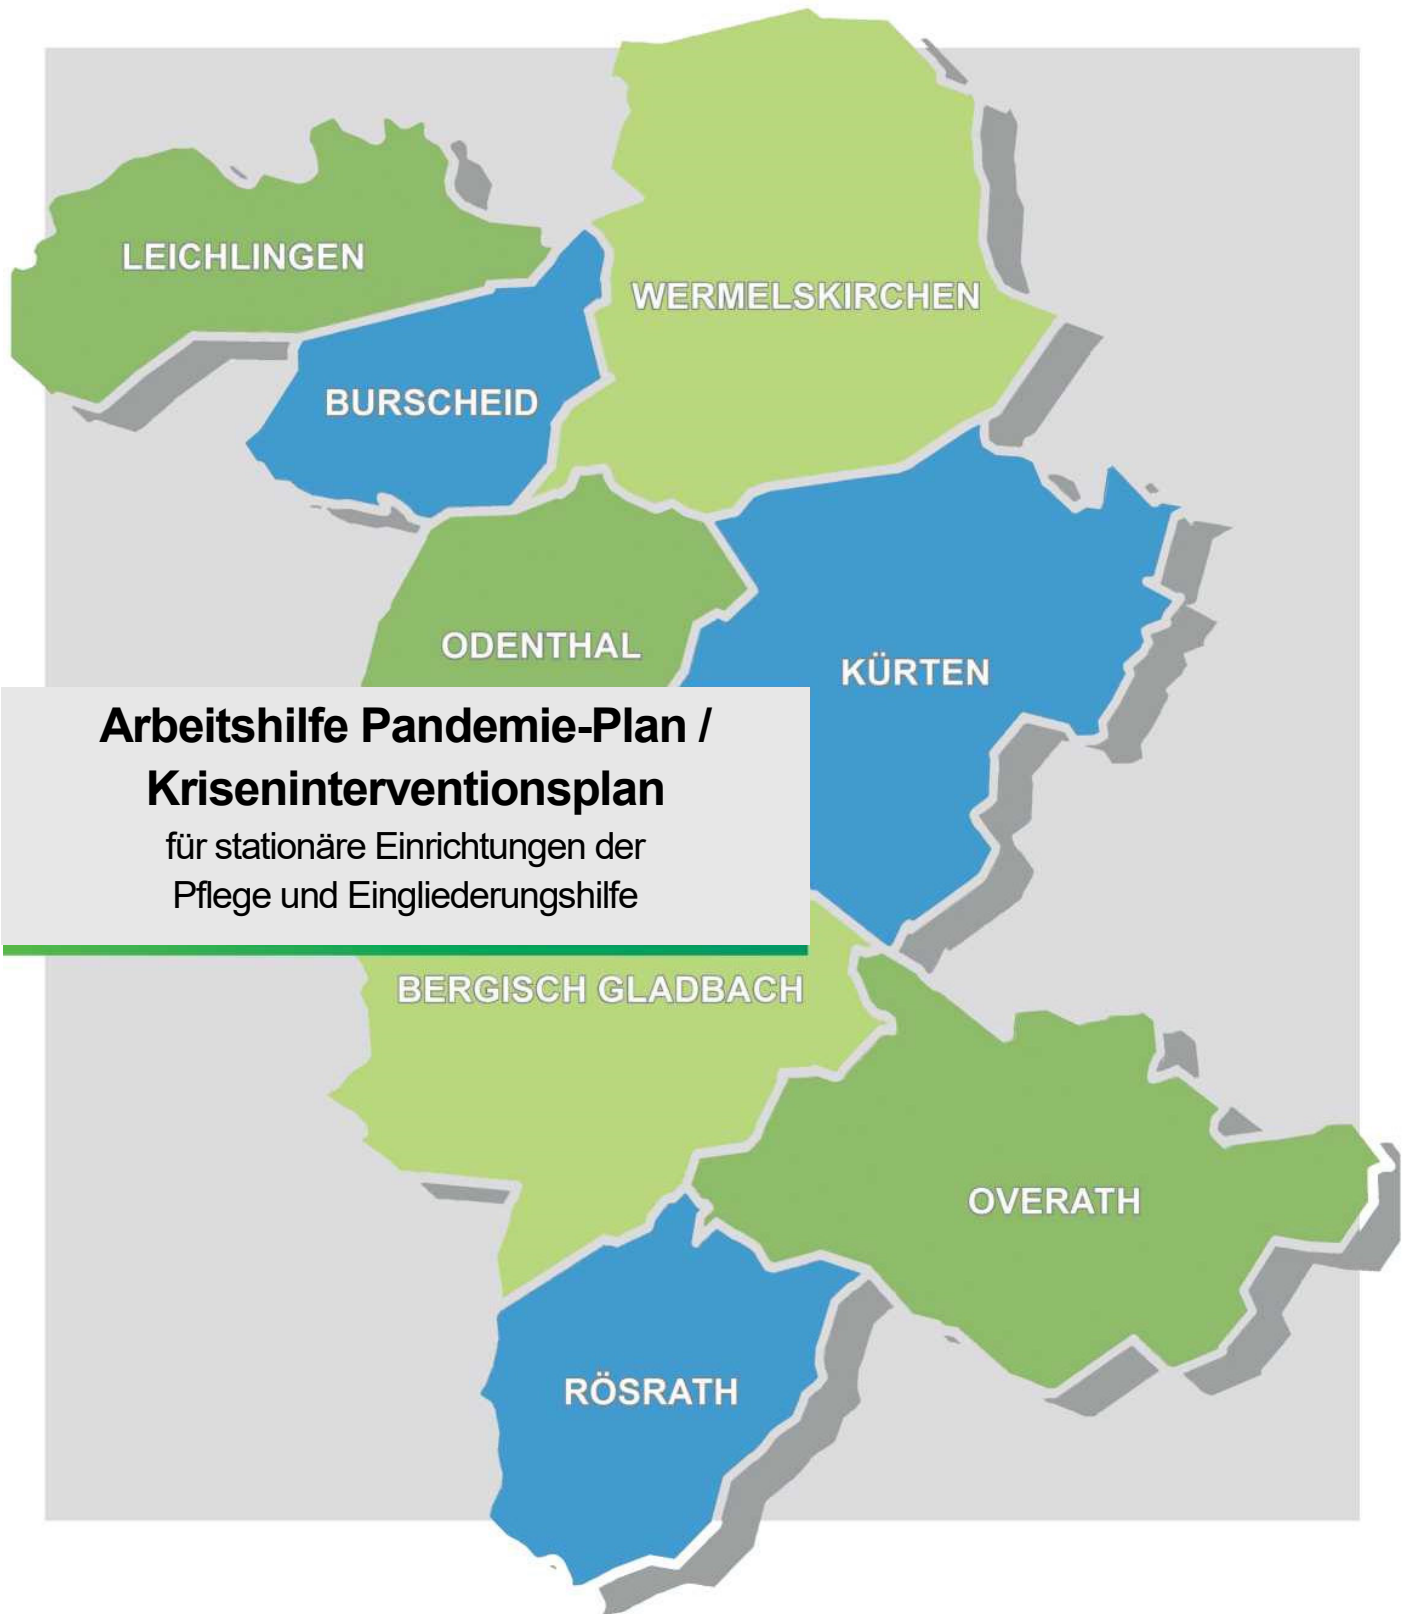 LEICHLINGEN
WERMELSKIRCHEN
BURSCHEID
ODENTHAL
KÜRTEN
Arbeitshilfe Pandemie-Plan /
Kriseninterventionsplan
für stationäre Einrichtungen der
Pflege und Eingliederungshilfe
BERGISCH GLADBACH
OVERATH
RÖSRATH